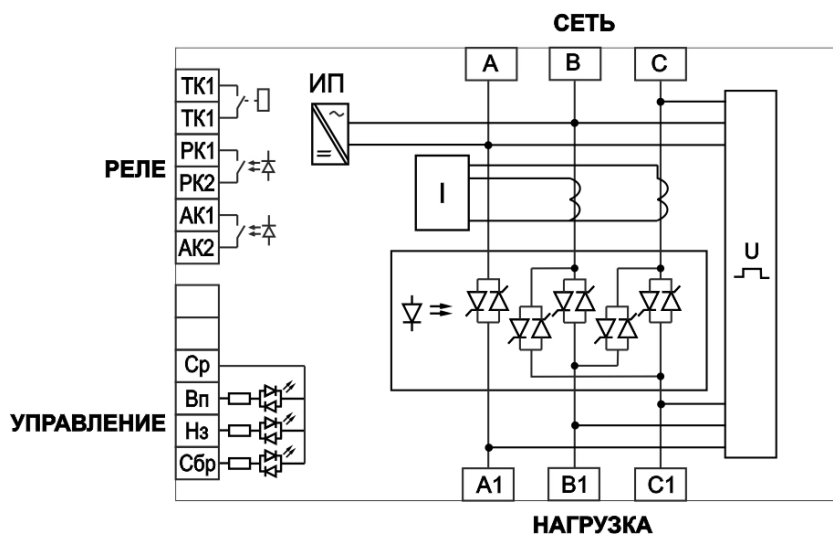 СЕТЬ
A B C
ИП
ТК1
ТК1
РК1
РЕЛЕ
РК2
АК1
АК2
I
U
Ср
Вп
УПРАВЛЕНИЕ
Нз
Сбр
A1 B1 C1
НАГРУЗКА